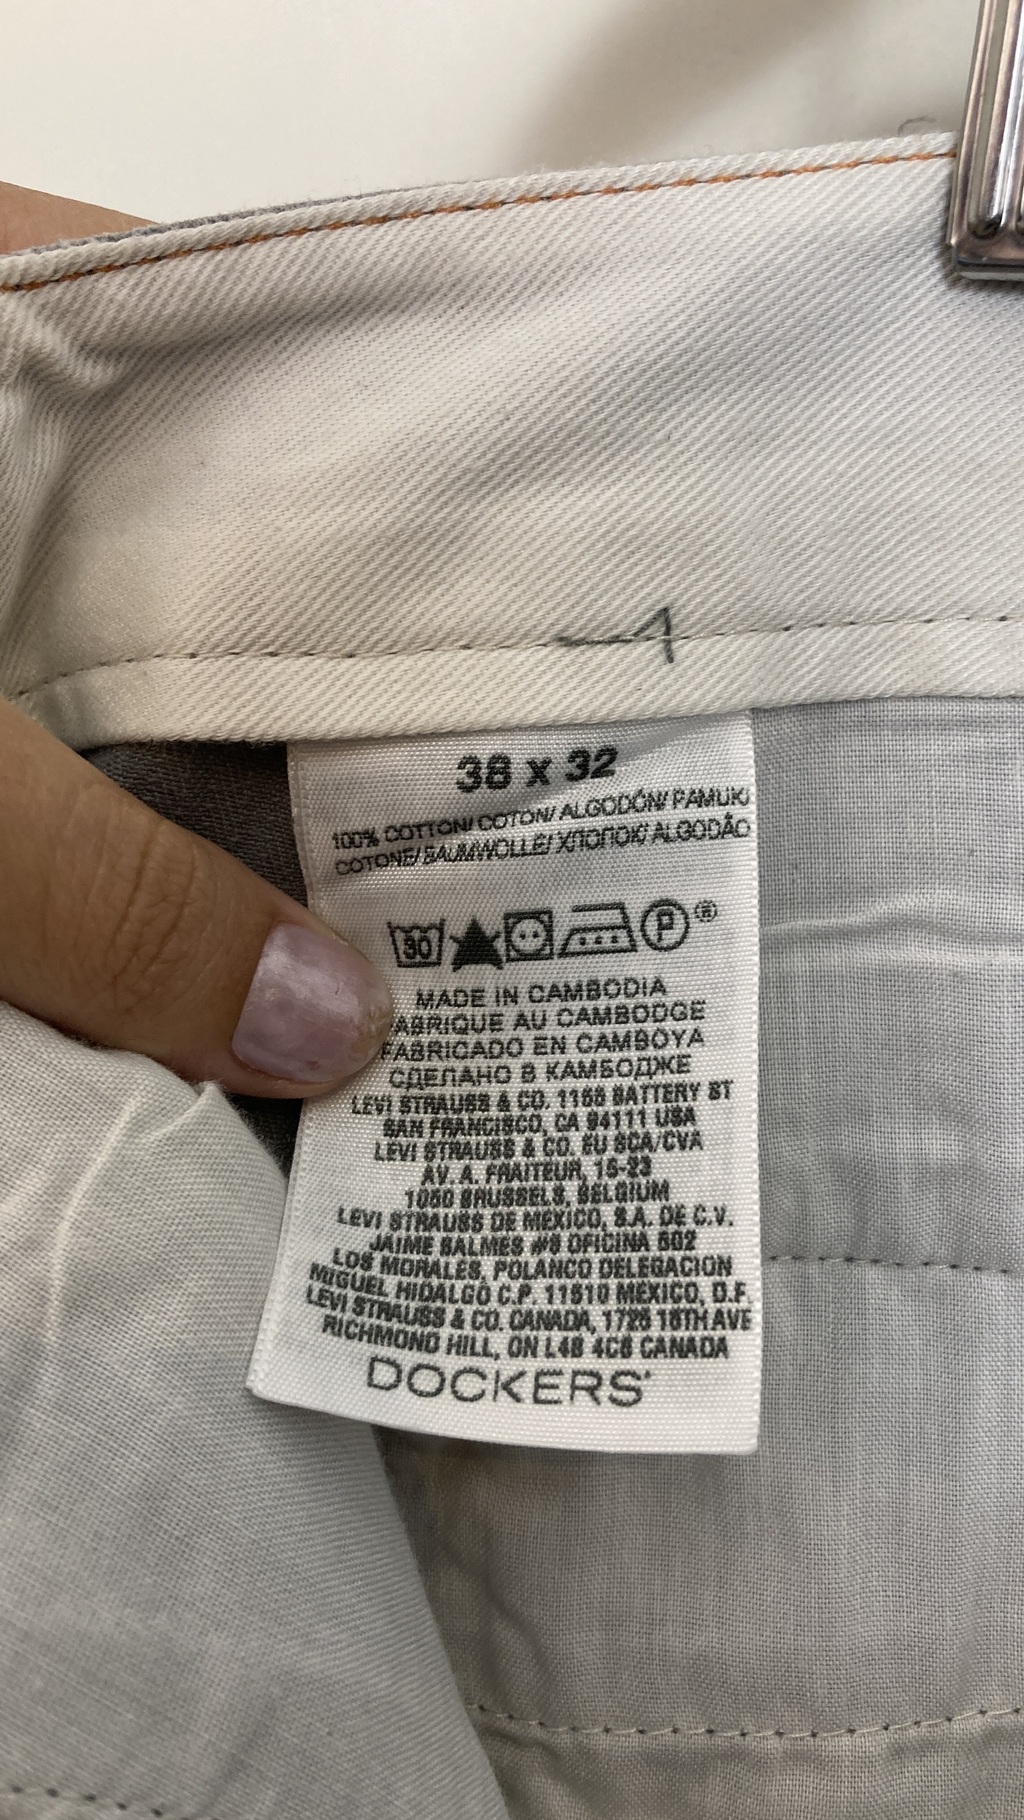 38 x 32
100% COTTON/ COTON/ ALGODÓN/ PAMUK/
COTONE/ BAUMWOLLE/ ХЛОПОК/ ALGODÃO
30 P ®
MADE IN CAMBODIA
FABRIQUE AU CAMBODGE
FABRICADO EN CAMBOYA
СДЕЛАНО В КАМБОДЖЕ
LEVI STRAUSS & CO. 1155 BATTERY ST
SAN FRANCISCO, CA 94111 USA
LEVI STRAUSS & CO. EU SCA/CVA
AV. A. FRAITEUR, 15-23
1050 BRUSSELS, BELGIUM
LEVI STRAUSS DE MEXICO, S.A. DE C.V.
JAIME BALMES #8 OFICINA 602
LOS MORALES, POLANCO DELEGACION
MIGUEL HIDALGO C.P. 11510 MEXICO, D.F.
LEVI STRAUSS & CO. CANADA, 1725 16TH AVE
RICHMOND HILL, ON L4B 4C6 CANADA
DOCKERS®